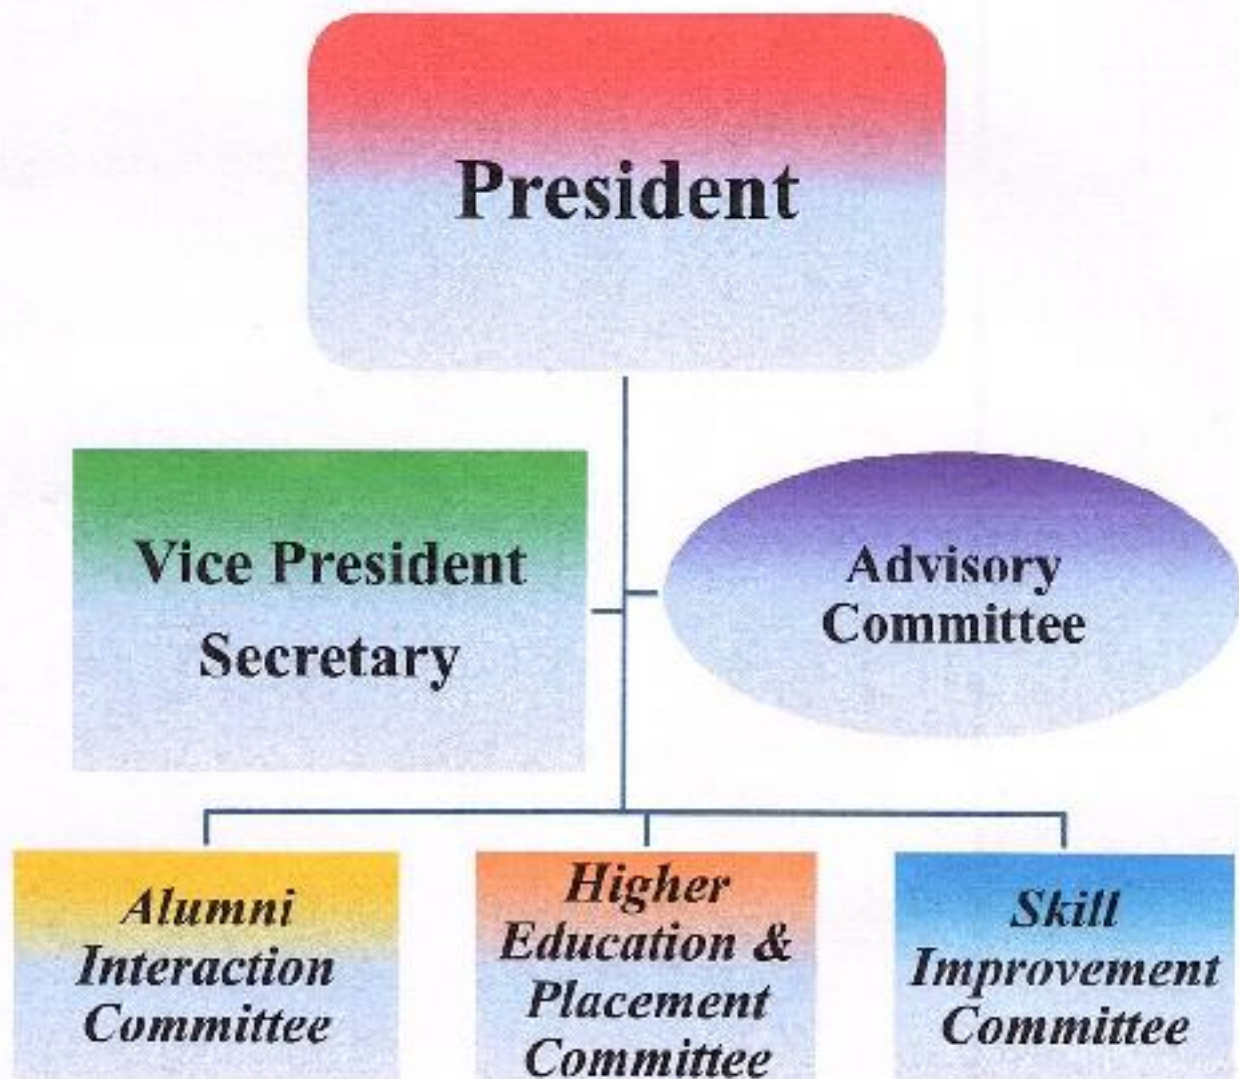 President
Vice President
Secretary
Advisory
Committee
Alumni
Interaction
Committee
Higher
Education &
Placement
Committee
Skill
Improvement
Committee